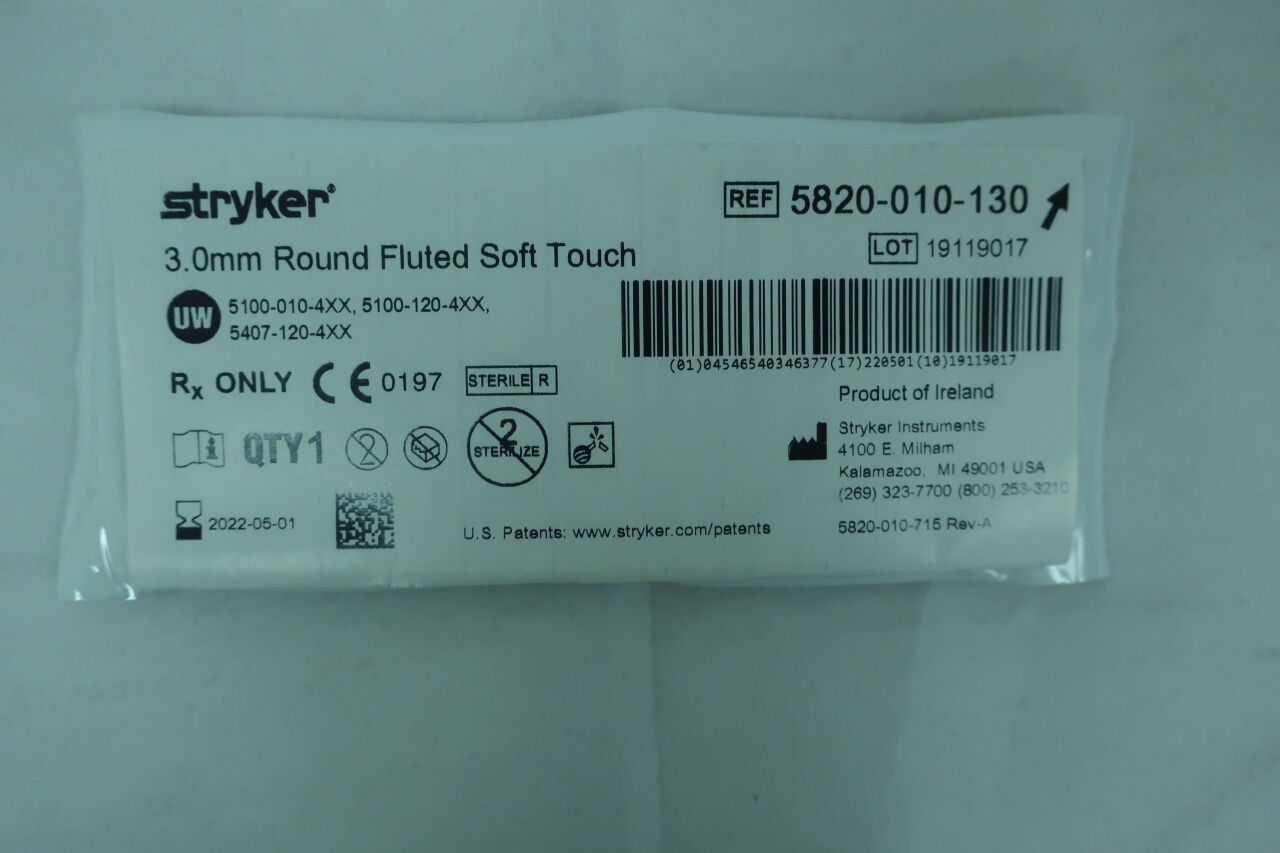 stryker®
REF 5820-010-130
LOT 19119017
3.0mm Round Fluted Soft Touch
UW 5100-010-4XX, 5100-120-4XX,
5407-120-4XX
(01)04546540346377(17)220501(10)19119017
Rx ONLY CE 0197 STERILE R
Product of Ireland
QTY 1 2 2 STERILIZE
Stryker Instruments
4100 E. Milham
Kalamazoo, MI 49001 USA
(269) 323-7700 (800) 253-3210
2022-05-01
U.S. Patents: www.stryker.com/patents
5820-010-715 Rev-A